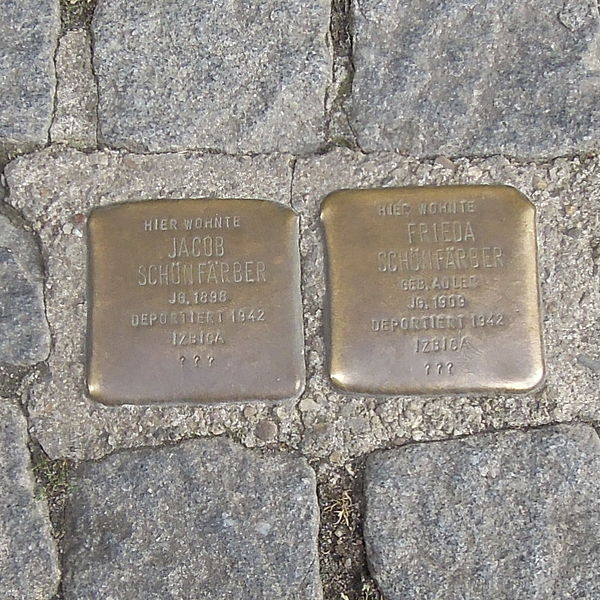 HIER WOHNTE
JACOB
SCHÖNFÄRBER
JG. 1898
DEPORTIERT 1942
IZBICA
???
HIER WOHNTE
FRIEDA
SCHÖNFÄRBER
GEB. ADLER
JG. 1909
DEPORTIERT 1942
IZBICA
???